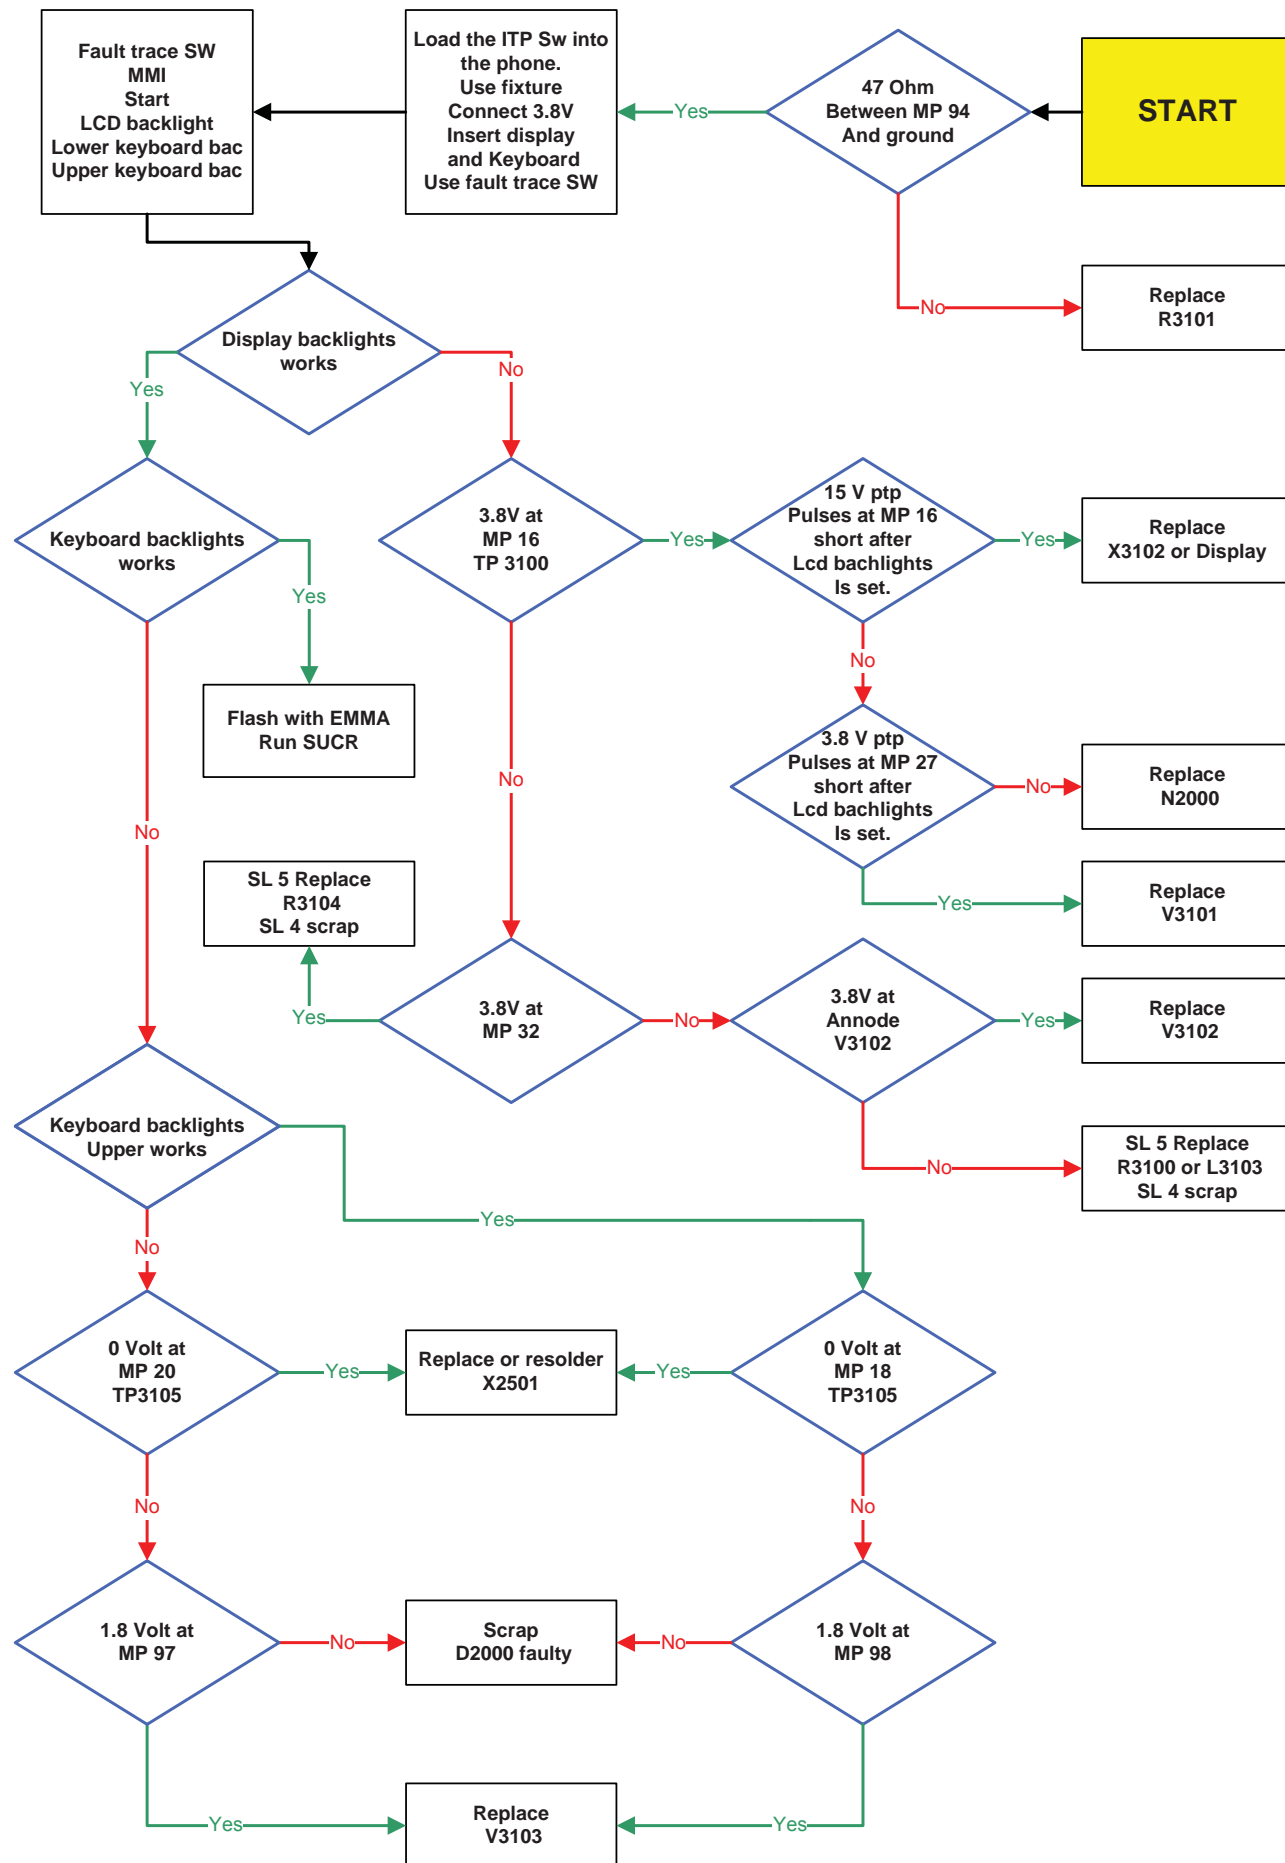 Fault trace SW
MMI
Start
LCD backlight
Lower keyboard bac
Upper keyboard bac
Load the ITP Sw into
the phone.
Use fixture
Connect 3.8V
Insert display
and Keyboard
Use fault trace SW
Yes
47 Ohm
Between MP 94
And ground
START
No
Replace
R3101
Display backlights
works
Yes
No
Keyboard backlights
works
Yes
3.8V at
MP 16
TP 3100
Yes
15 V ptp
Pulses at MP 16
short after
Lcd bachlights
Is set.
Yes
Replace
X3102 or Display
No
Flash with EMMA
Run SUCR
No
3.8 V ptp
Pulses at MP 27
short after
Lcd bachlights
Is set.
No
Replace
N2000
No
Yes
Replace
V3101
SL 5 Replace
R3104
SL 4 scrap
Yes
3.8V at
MP 32
No
3.8V at
Annode
V3102
Yes
Replace
V3102
No
SL 5 Replace
R3100 or L3103
SL 4 scrap
Keyboard backlights
Upper works
Yes
No
0 Volt at
MP 20
TP3105
Yes
Replace or resolder
X2501
Yes
0 Volt at
MP 18
TP3105
No
No
1.8 Volt at
MP 97
No
Scrap
D2000 faulty
No
1.8 Volt at
MP 98
Yes
Replace
V3103
Yes